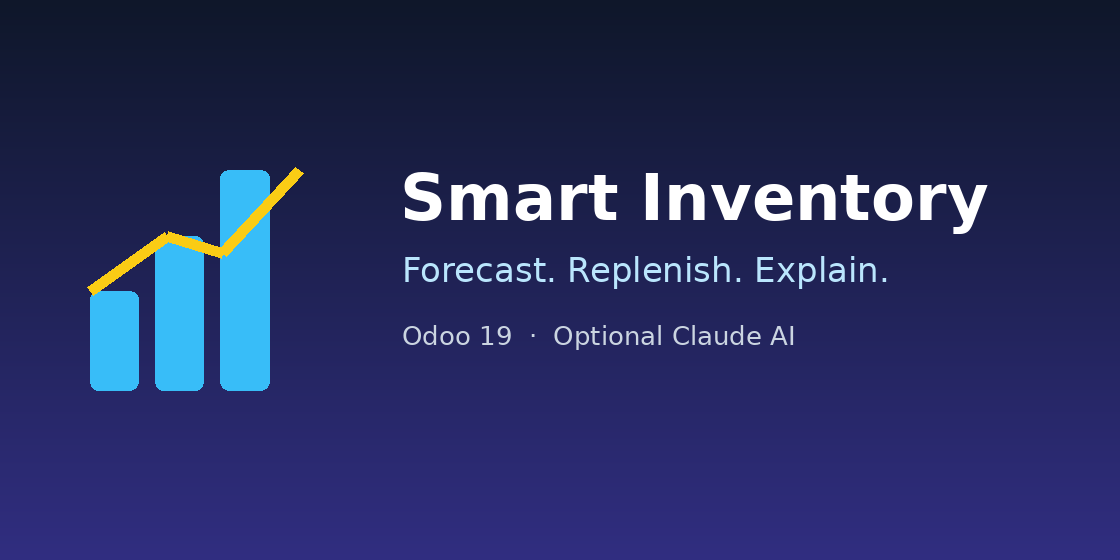 Smart Inventory
Forecast. Replenish. Explain.
Odoo 19 · Optional Claude AI